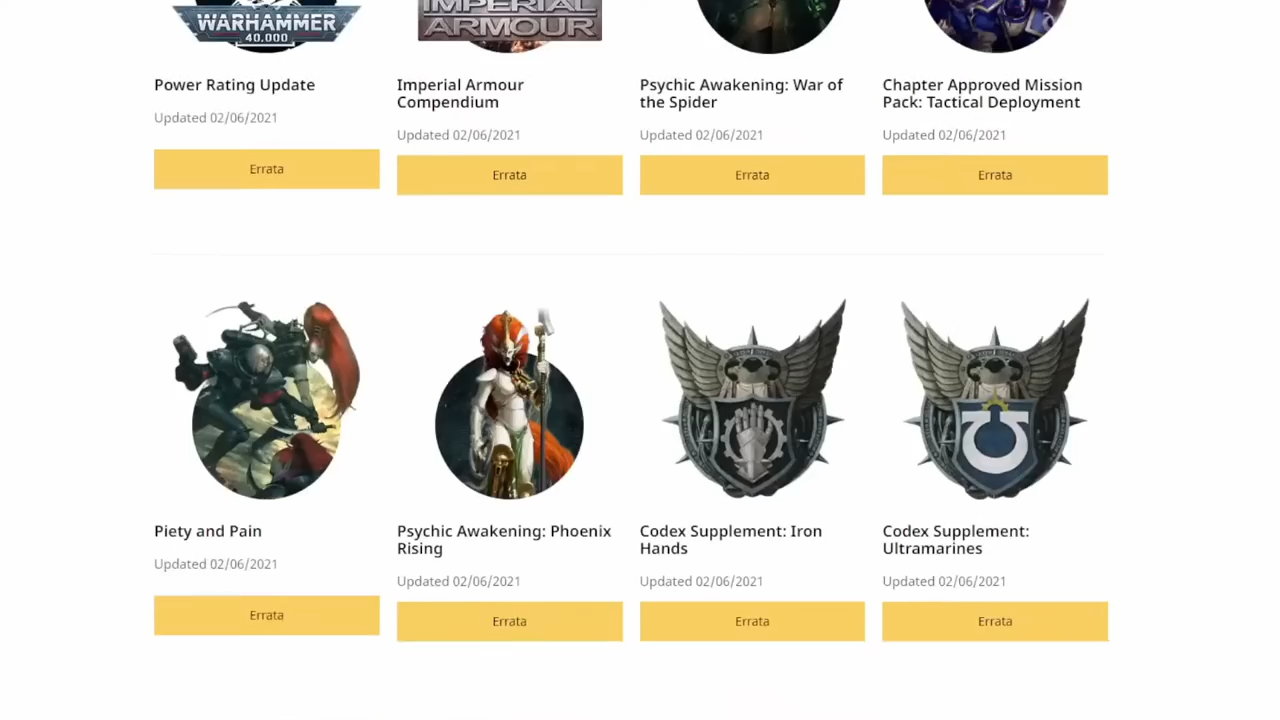 WARHAMMER
40,000
IMPERIAL
ARMOUR
Power Rating Update
Updated 02/06/2021
Errata
Imperial Armour
Compendium
Updated 02/06/2021
Errata
Psychic Awakening: War of
the Spider
Updated 02/06/2021
Errata
Chapter Approved Mission
Pack: Tactical Deployment
Updated 02/06/2021
Errata
Piety and Pain
Updated 02/06/2021
Errata
Psychic Awakening: Phoenix
Rising
Updated 02/06/2021
Errata
Codex Supplement: Iron
Hands
Updated 02/06/2021
Errata
Codex Supplement:
Ultramarines
Updated 02/06/2021
Errata